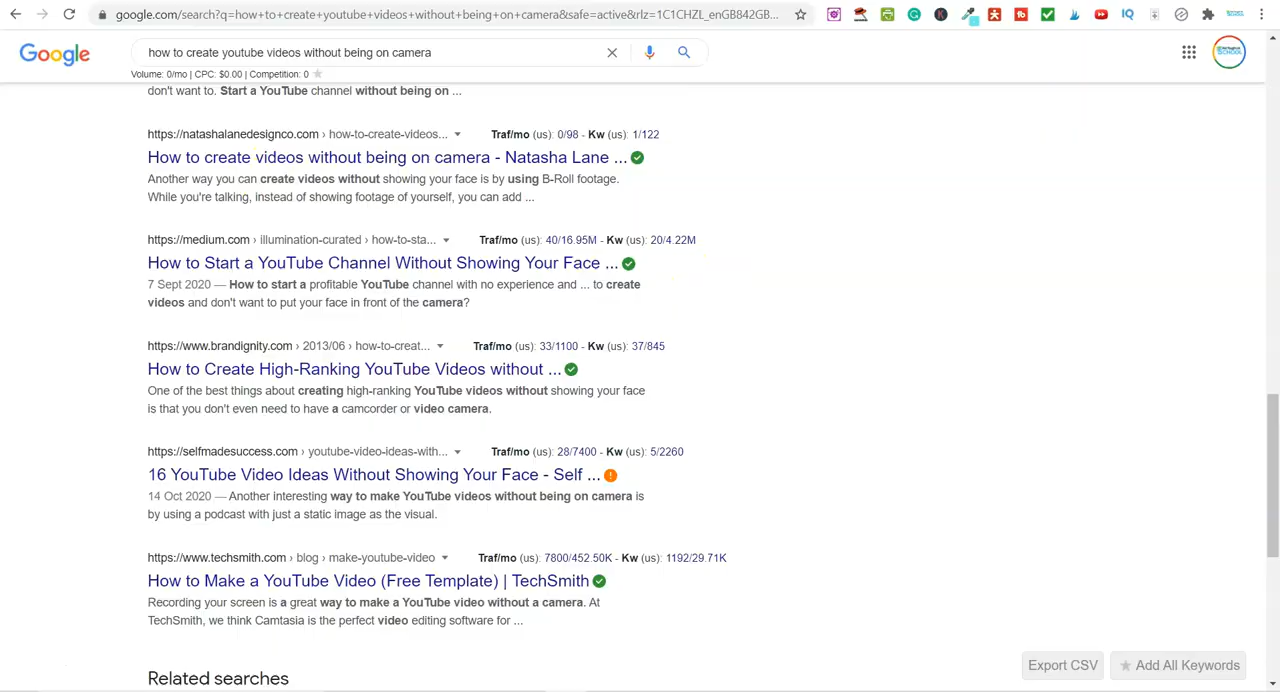 google.com/search?q=how+to+create+youtube+videos+without+being+on+camera&safe=active&rlz=1C1CHZL_enGB842GB...
Google
how to create youtube videos without being on camera
Volume: 0/mo | CPC: $0.00 | Competition: 0
don't want to. Start a YouTube channel without being on ...
https://natashalanedesignco.com › how-to-create-videos... Traf/mo (us): 0/98 - Kw (us): 1/122
How to create videos without being on camera - Natasha Lane ...
Another way you can create videos without showing your face is by using B-Roll footage.
While you're talking, instead of showing footage of yourself, you can add ...
https://medium.com › illumination-curated › how-to-sta... Traf/mo (us): 40/16.95M - Kw (us): 20/4.22M
How to Start a YouTube Channel Without Showing Your Face ...
7 Sept 2020 — How to start a profitable YouTube channel with no experience and ... to create
videos and don't want to put your face in front of the camera?
https://www.brandignity.com › 2013/06 › how-to-creat... Traf/mo (us): 33/1100 - Kw (us): 37/845
How to Create High-Ranking YouTube Videos without ...
One of the best things about creating high-ranking YouTube videos without showing your face
is that you don't even need to have a camcorder or video camera.
https://selfmadesuccess.com › youtube-video-ideas-with... Traf/mo (us): 28/7400 - Kw (us): 5/2260
16 YouTube Video Ideas Without Showing Your Face - Self ...
14 Oct 2020 — Another interesting way to make YouTube videos without being on camera is
by using a podcast with just a static image as the visual.
https://www.techsmith.com › blog › make-youtube-video Traf/mo (us): 7800/452.50K - Kw (us): 1192/29.71K
How to Make a YouTube Video (Free Template) | TechSmith
Recording your screen is a great way to make a YouTube video without a camera. At
TechSmith, we think Camtasia is the perfect video editing software for ...
Export CSV
Add All Keywords
Related searches